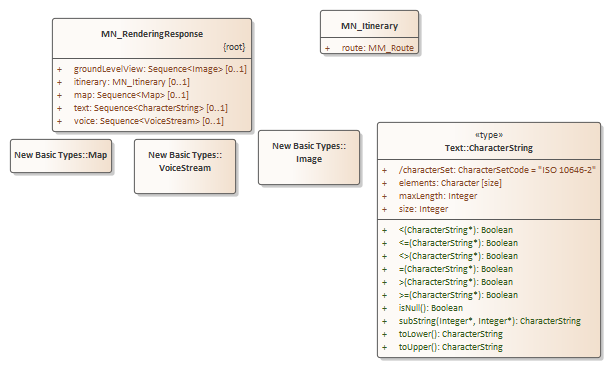 MN_RenderingResponse
{root}
+ groundLevelView: Sequence<Image> [0..1]
+ itinerary: MN_Itinerary [0..1]
+ map: Sequence<Map> [0..1]
+ text: Sequence<CharacterString> [0..1]
+ voice: Sequence<VoiceStream> [0..1]
MN_Itinerary
+ route: MM_Route
New Basic Types::Map
New Basic Types::
VoiceStream
New Basic Types::
Image
«type»
Text::CharacterString
+ /characterSet: CharacterSetCode = "ISO 10646-2"
+ elements: Character [size]
+ maxLength: Integer
+ size: Integer
+ <(CharacterString*): Boolean
+ <=(CharacterString*): Boolean
+ <>(CharacterString*): Boolean
+ =(CharacterString*): Boolean
+ >(CharacterString*): Boolean
+ >=(CharacterString*): Boolean
+ isNull(): Boolean
+ subString(Integer*, Integer*): CharacterString
+ toLower(): CharacterString
+ toUpper(): CharacterString